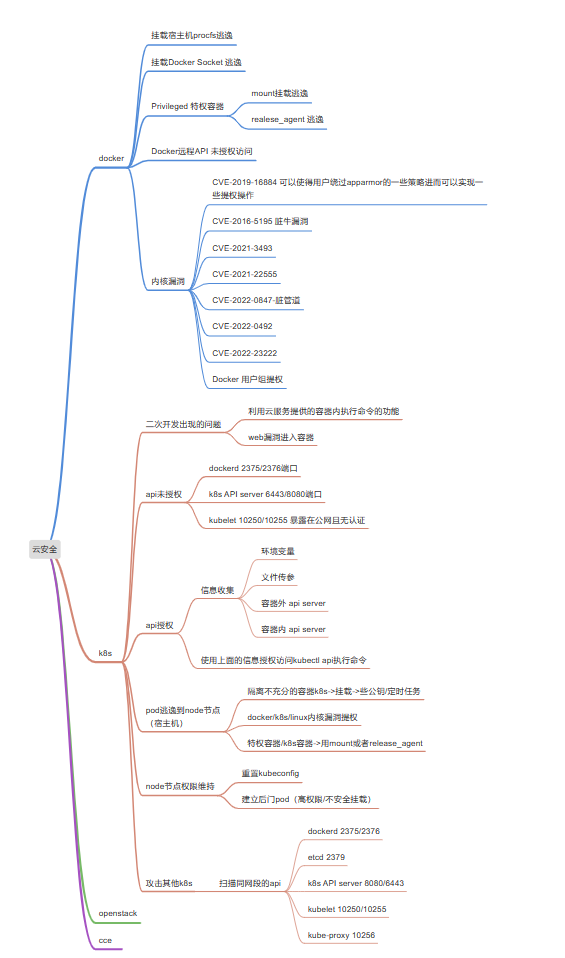 挂载宿主机procfs逃逸
挂载Docker Socket 逃逸
Privileged 特权容器
mount挂载逃逸
realese_agent 逃逸
docker
Docker远程API 未授权访问
CVE-2019-16884 可以使得用户绕过apparmor的一些策略进而可以实现一
些提权操作
CVE-2016-5195 脏牛漏洞
CVE-2021-3493
CVE-2021-22555
内核漏洞
CVE-2022-0847-脏管道
CVE-2022-0492
CVE-2022-23222
Docker 用户组提权
二次开发出现的问题
利用云服务提供的容器内执行命令的功能
web漏洞进入容器
api未授权
dockerd 2375/2376端口
k8s API server 6443/8080端口
kubelet 10250/10255 暴露在公网且无认证
云安全
k8s
api授权
信息收集
环境变量
文件传参
容器外 api server
容器内 api server
使用上面的信息授权访问kubectl api执行命令
pod逃逸到node节点
（宿主机）
隔离不充分的容器k8s->挂载->些公钥/定时任务
docker/k8s/linux内核漏洞提权
特权容器/k8s容器->用mount或者release_agent
node节点权限维持
重置kubeconfig
建立后门pod（高权限/不安全挂载）
攻击其他k8s
扫描同网段的api
dockerd 2375/2376
etcd 2379
k8s API server 8080/6443
kubelet 10250/10255
kube-proxy 10256
openstack
cce